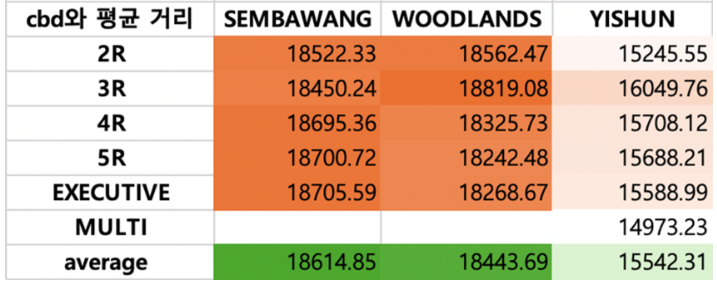 cbd와 평균 거리 SEMBAWANG WOODLANDS YISHUN
2R 18522.33 18562.47 15245.55
3R 18450.24 18819.08 16049.76
4R 18695.36 18325.73 15708.12
5R 18700.72 18242.48 15688.21
EXECUTIVE 18705.59 18268.67 15588.99
MULTI 14973.23
average 18614.85 18443.69 15542.31